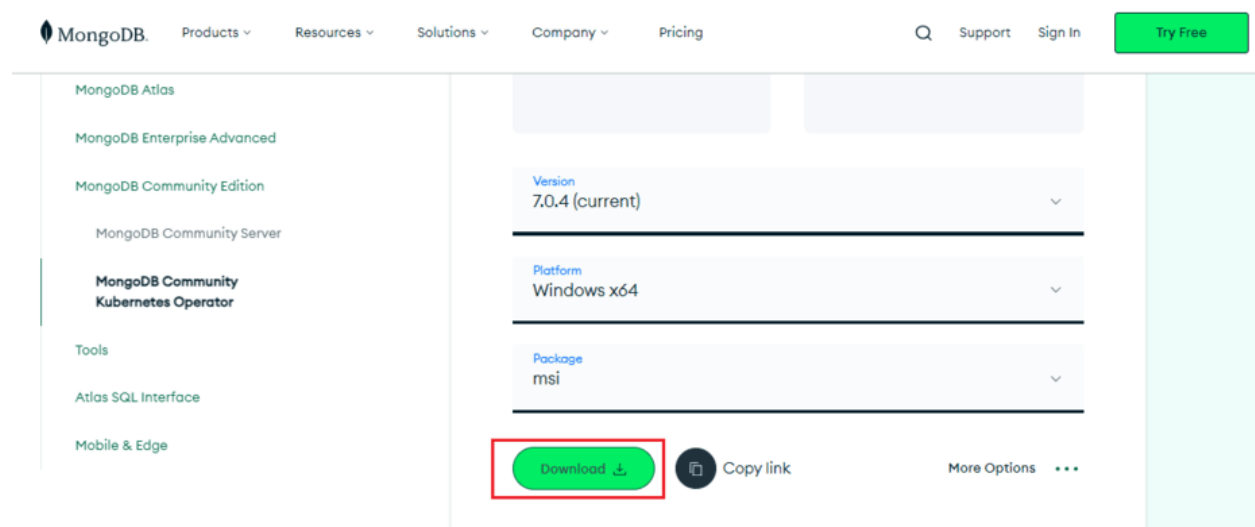 MongoDB. Products Resources Solutions Company Pricing Support Sign In Try Free
MongoDB Atlas
MongoDB Enterprise Advanced
MongoDB Community Edition
MongoDB Community Server
MongoDB Community
Kubernetes Operator
Tools
Atlas SQL Interface
Mobile & Edge
Version
7.0.4 (current)
Platform
Windows x64
Package
msi
Download Copy link More Options